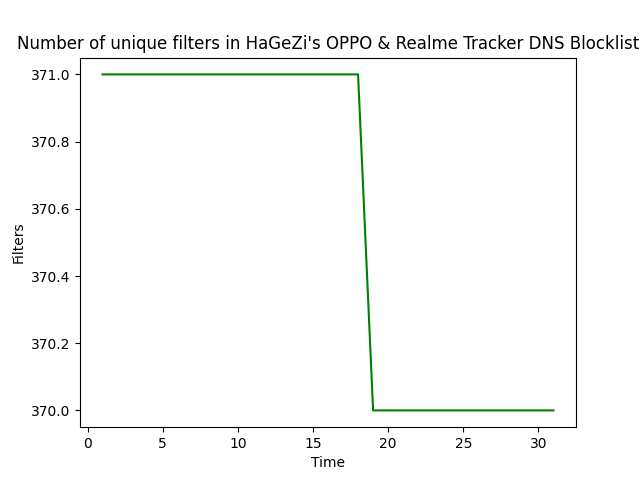 Number of unique filters in HaGeZi's OPPO & Realme Tracker DNS Blocklist
371.0
370.8
370.6
370.4
370.2
370.0
Filters
0 5 10 15 20 25 30
Time